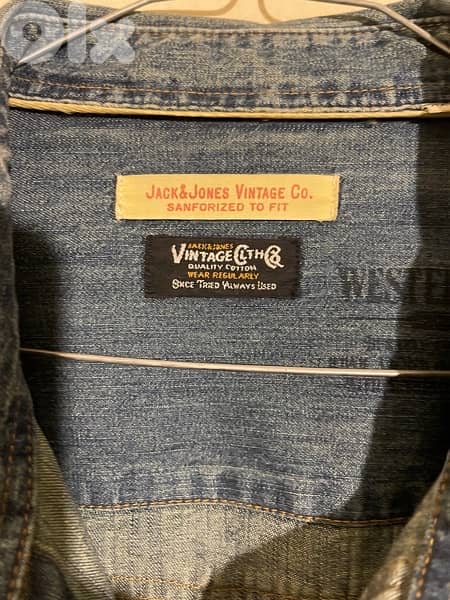 olx
JACK&JONES VINTAGE CO.
SANFORIZED TO FIT
JACK&JONES
VINTAGE CLTH Co
QUALITY COTTON
WEAR REGULARLY
SINCE TRIED ALWAYS USED